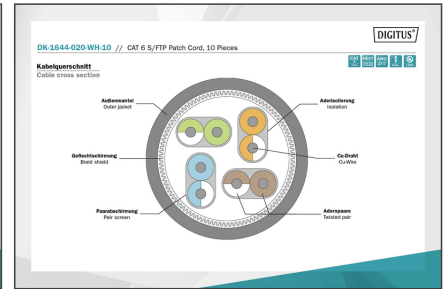 DIGITUS®
DK-1644-020-WH-10 // CAT 6 S/FTP Patch Cord, 10 Pieces
Kabelquerschnitt
Cable cross section
Außenmantel
Outer jacket
Aderisolierung
Isolation
Geflechtschirmung
Braid shield
Cu-Draht
Cu-Wire
Paarabschirmung
Pair screen
Adernpaare
Twisted pair